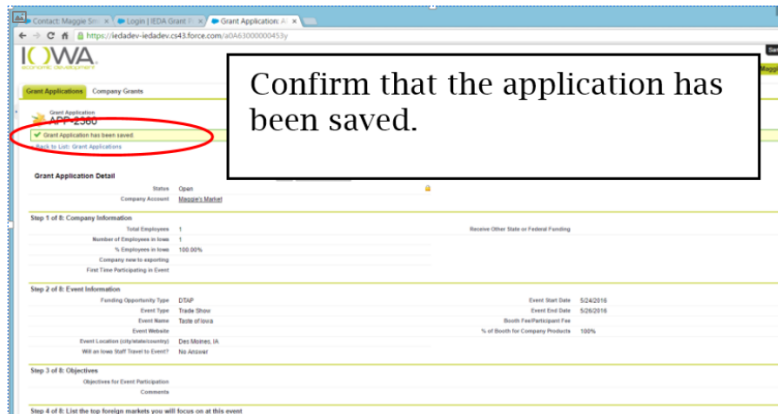 Contact: Maggie Sm
Login | IEDA Grant P
Grant Application: A
https://iedadev-iedadev.cs43.force.com/a0A63000000453y
IOWA
economic development
Grant Applications Company Grants
Confirm that the application has
been saved.
Grant Application
APP-2360
Grant Application has been saved
Back to List: Grant Applications
Grant Application Detail
Status Open
Company Account Maggie's Market
Step 1 of 8: Company Information
Total Employees 1 Receive Other State or Federal Funding
Number of Employees in Iowa 1
% Employees in Iowa 100.00%
Company new to exporting
First Time Participating in Event
Step 2 of 8: Event Information
Funding Opportunity Type DTAP Event Start Date 5/24/2016
Event Type Trade Show Event End Date 5/26/2016
Event Name Taste of Iowa Booth Fee/Participant Fee
Event Website % of Booth for Company Products 100%
Event Location (city/state/country) Des Moines, IA
Will an Iowa Staff Travel to Event? No Answer
Step 3 of 8: Objectives
Objectives for Event Participation
Comments
Step 4 of 8: List the top foreign markets you will focus on at this event